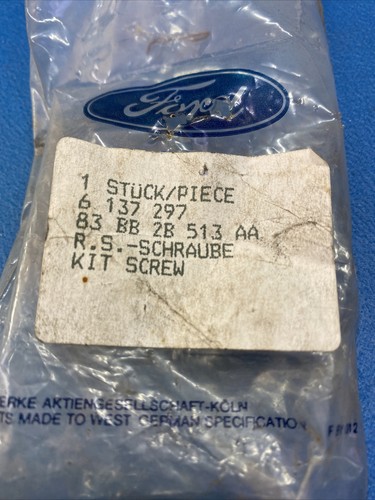 Ford
1 STÜCK/PIECE
6 137 297
83 BB 2B 513 AA
R.S.-SCHRAUBE
KIT SCREW
ERKE AKTIENGESELLSCHAFT-KÖLN
TS MADE TO WEST GERMAN SPECIFICATION